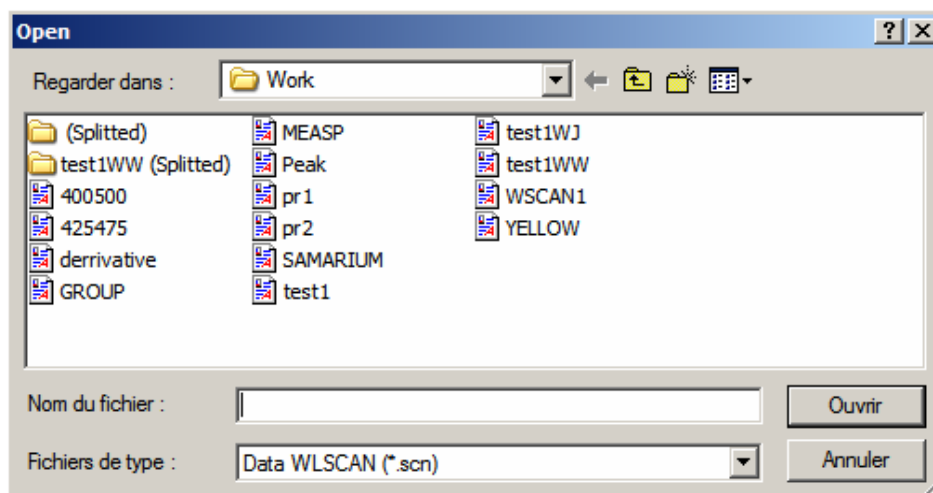 Open
Regarder dans :
Work
(Splitted)
test1WW (Splitted)
400500
425475
derrivative
GROUP
MEASP
Peak
pr1
pr2
SAMARIUM
test1
test1WJ
test1WW
WSCAN1
YELLOW
Nom du fichier :
Ouvrir
Fichiers de type :
Data WLSCAN (*.scn)
Annuler